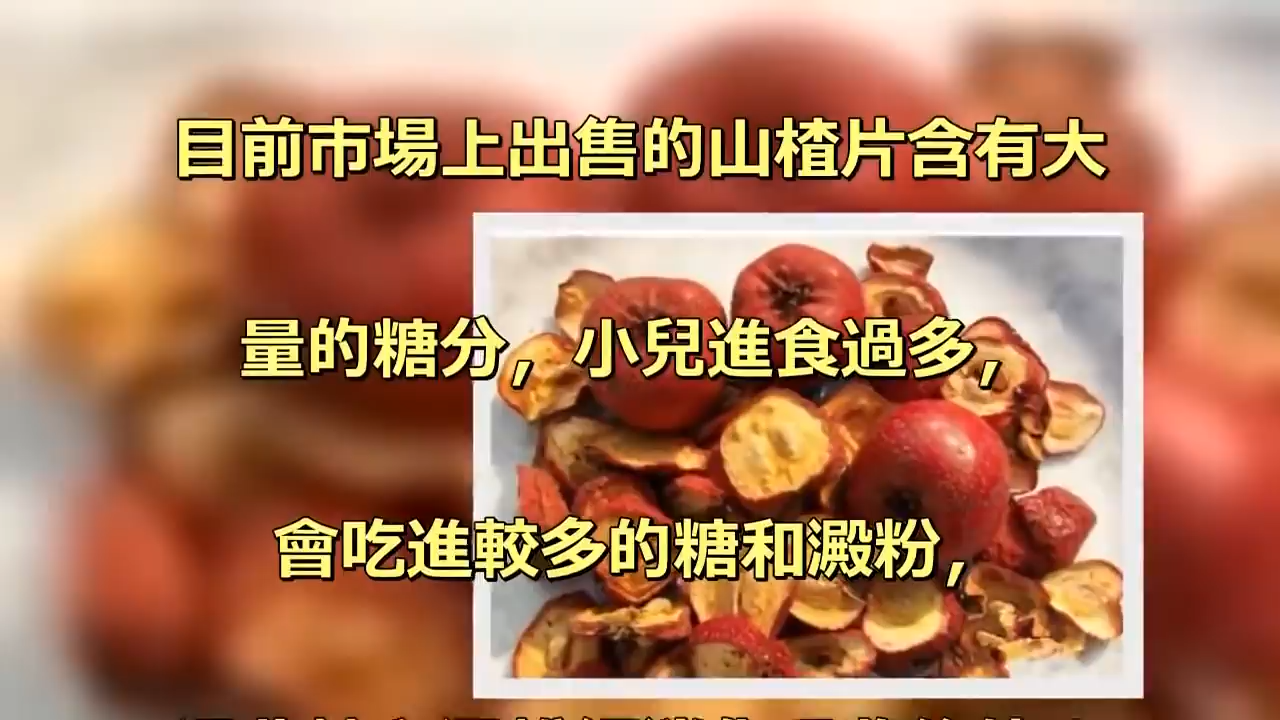 目前市場上出售的山楂片含有大
量的糖分，小兒進食過多，
會吃進較多的糖和澱粉，